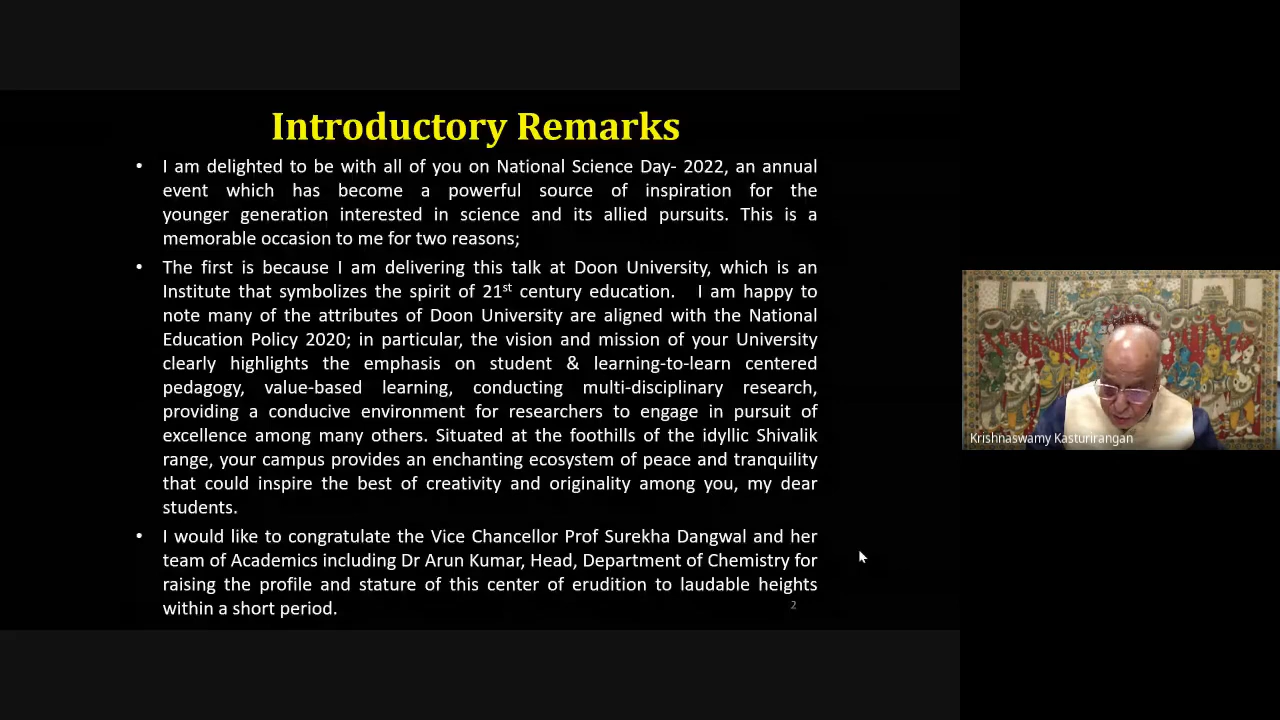 Introductory Remarks
• I am delighted to be with all of you on National Science Day- 2022, an annual
event which has become a powerful source of inspiration for the
younger generation interested in science and its allied pursuits. This is a
memorable occasion to me for two reasons;
• The first is because I am delivering this talk at Doon University, which is an
Institute that symbolizes the spirit of 21st century education. I am happy to
note many of the attributes of Doon University are aligned with the National
Education Policy 2020; in particular, the vision and mission of your University
clearly highlights the emphasis on student & learning-to-learn centered
pedagogy, value-based learning, conducting multi-disciplinary research,
providing a conducive environment for researchers to engage in pursuit of
excellence among many others. Situated at the foothills of the idyllic Shivalik
range, your campus provides an enchanting ecosystem of peace and tranquility
that could inspire the best of creativity and originality among you, my dear
students.
• I would like to congratulate the Vice Chancellor Prof Surekha Dangwal and her
team of Academics including Dr Arun Kumar, Head, Department of Chemistry for
raising the profile and stature of this center of erudition to laudable heights
within a short period.
2
Krishnaswamy Kasturirangan